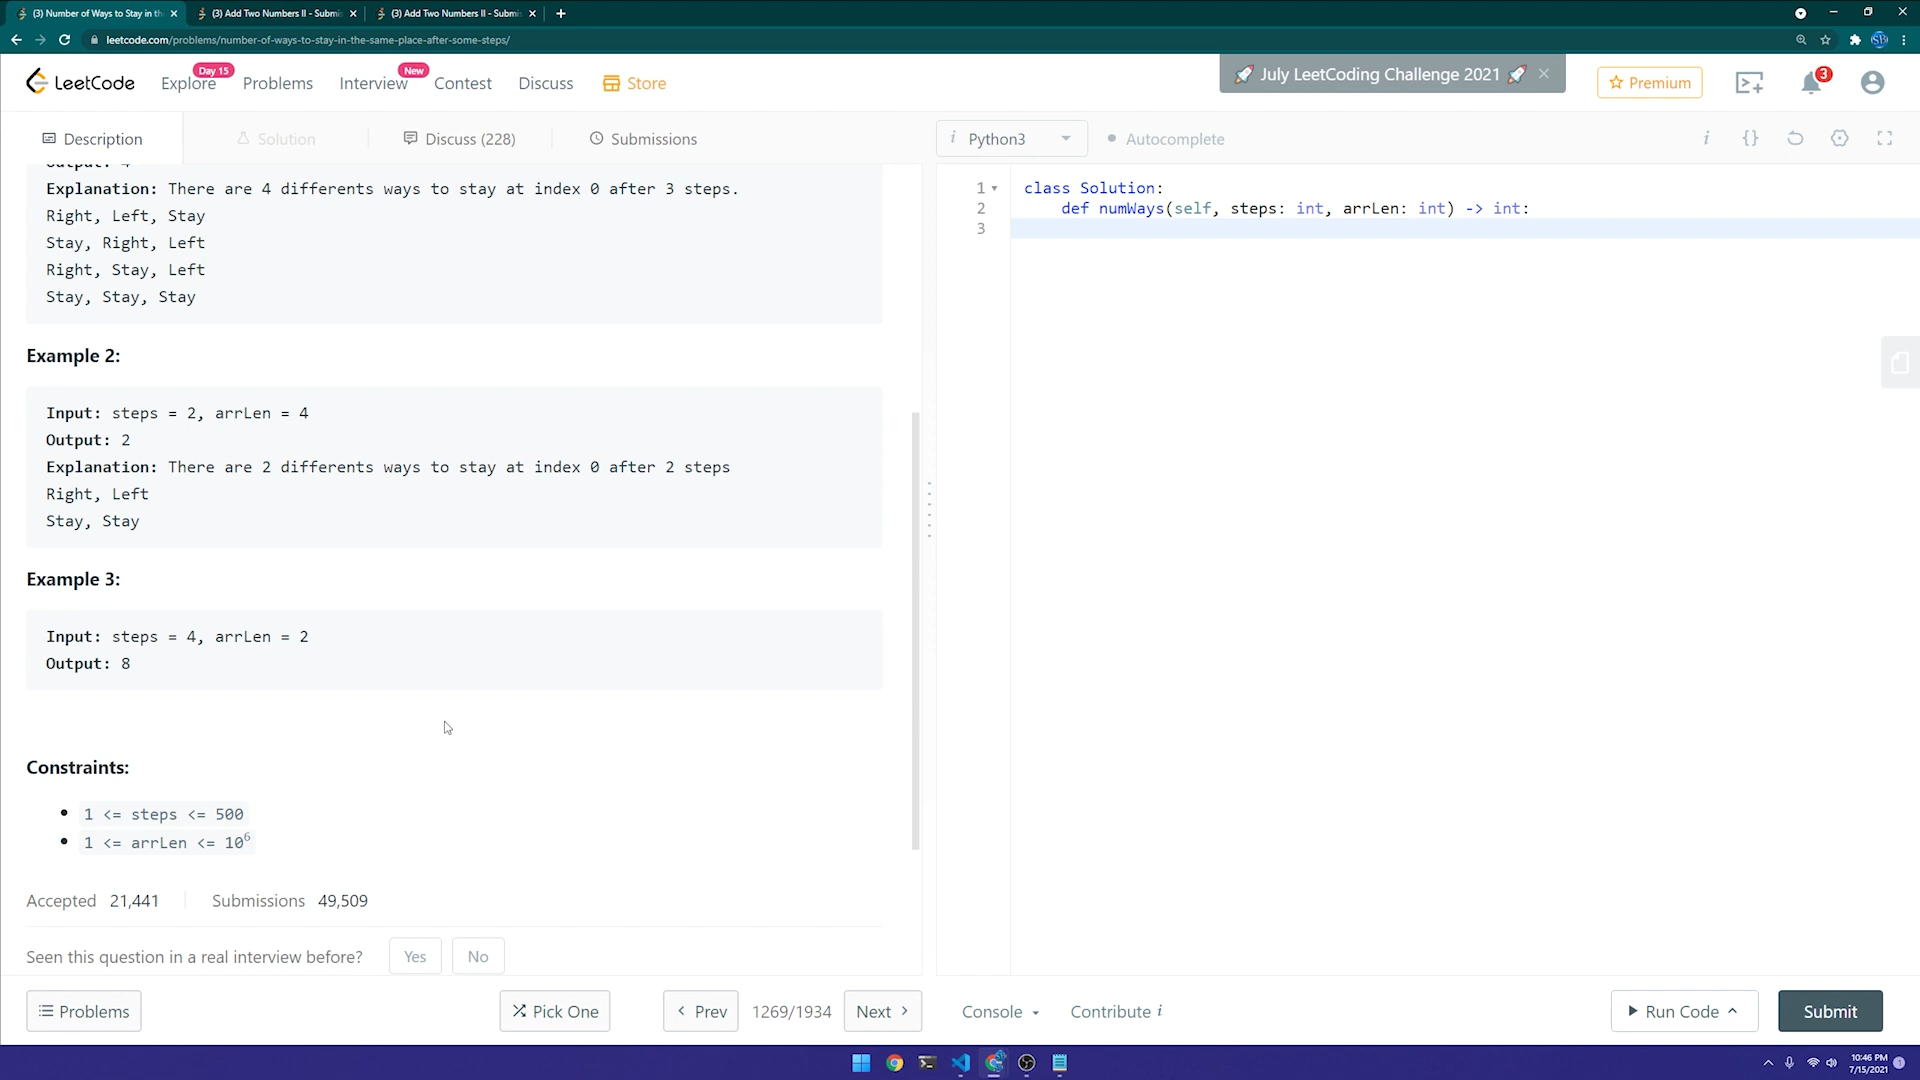 (3) Number of Ways to Stay in th
(3) Add Two Numbers II - Submis
(3) Add Two Numbers II - Submis
leetcode.com/problems/number-of-ways-to-stay-in-the-same-place-after-some-steps/
LeetCode
Explore
Day 15
Problems
Interview
New
Contest
Discuss
Store
July LeetCoding Challenge 2021
Premium
3
Description
Solution
Discuss (228)
Submissions
i Python3
Autocomplete
Output: 4
Explanation: There are 4 differents ways to stay at index 0 after 3 steps.
Right, Left, Stay
Stay, Right, Left
Right, Stay, Left
Stay, Stay, Stay
Example 2:
Input: steps = 2, arrLen = 4
Output: 2
Explanation: There are 2 differents ways to stay at index 0 after 2 steps
Right, Left
Stay, Stay
Example 3:
Input: steps = 4, arrLen = 2
Output: 8
Constraints:
1 <= steps <= 500
1 <= arrLen <= 10^6
Accepted 21,441
Submissions 49,509
Seen this question in a real interview before?
Yes
No
1 class Solution:
2 def numWays(self, steps: int, arrLen: int) -> int:
3
Problems
Pick One
Prev
1269/1934
Next
Console
Contribute i
Run Code
Submit
10:46 PM
7/15/2021